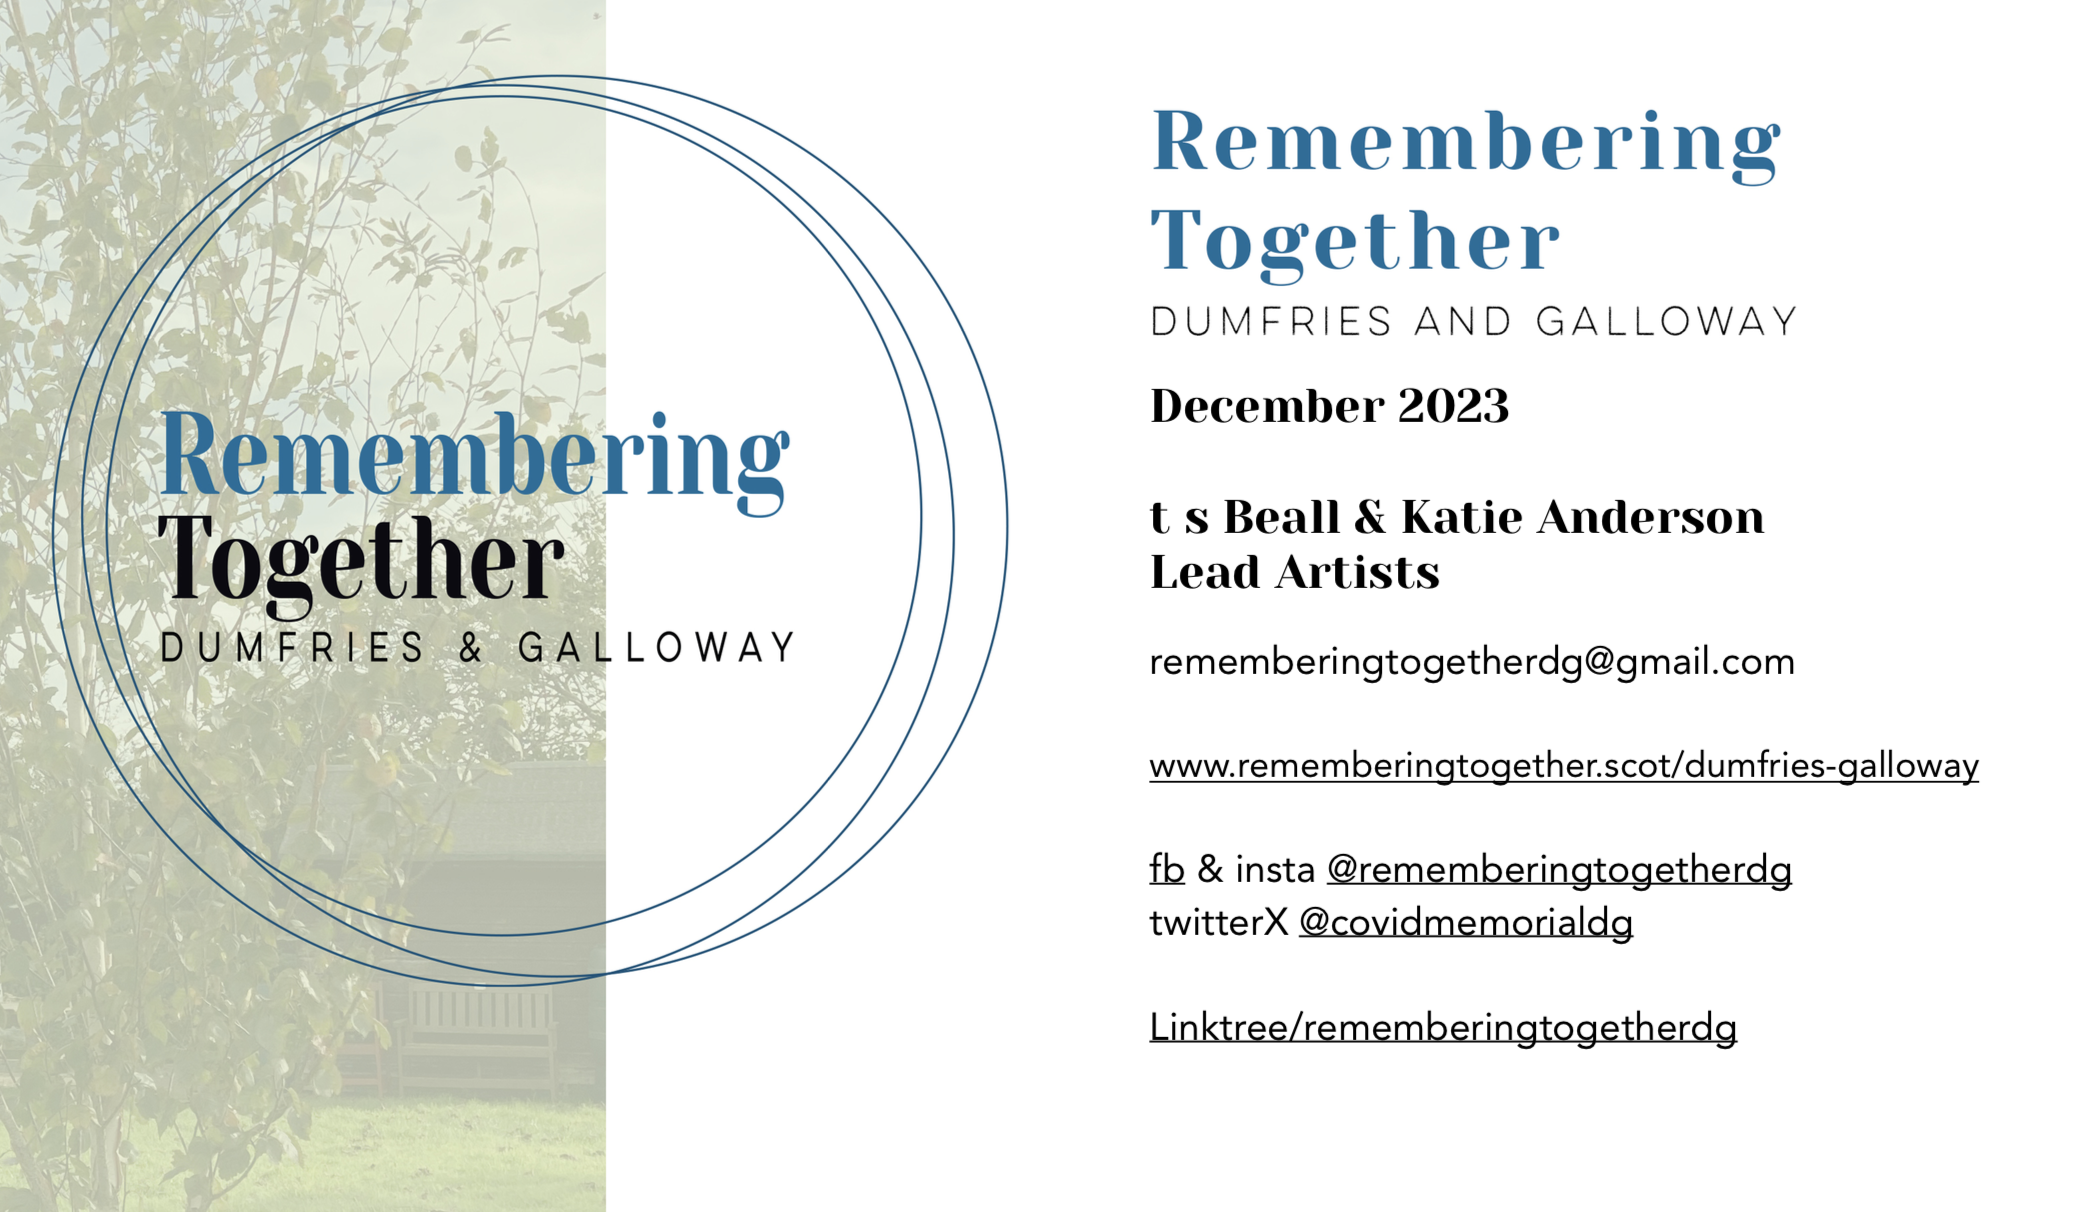 Remembering
Together
DUMFRIES & GALLOWAY
Remembering
Together
DUMFRIES AND GALLOWAY
December 2023
t s Beall & Katie Anderson
Lead Artists
rememberingtogetherdg@gmail.com
www.rememberingtogether.scot/dumfries-galloway
fb & insta @rememberingtogetherdg
twitterX @covidmemorialdg
Linktree/rememberingtogetherdg